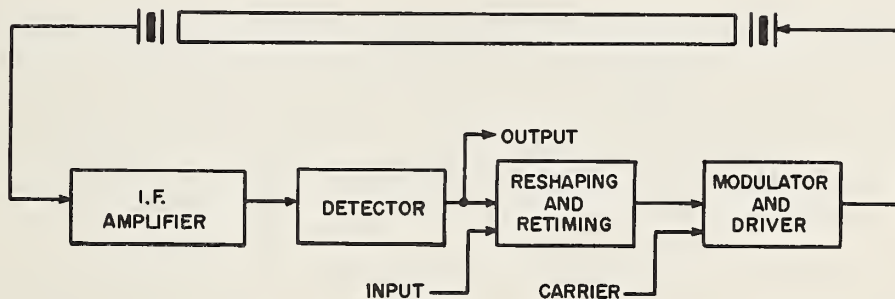 OUTPUT
I.F.
AMPLIFIER
DETECTOR
RESHAPING
AND
RETIMING
MODULATOR
AND
DRIVER
INPUT
CARRIER